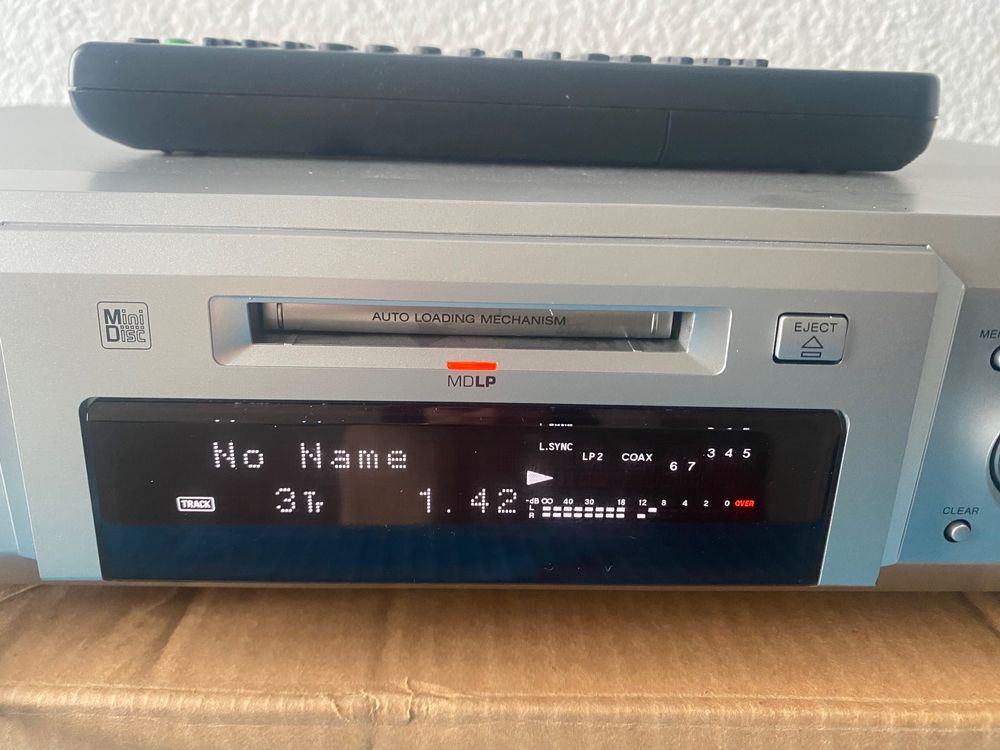 Mini
Disc
AUTO LOADING MECHANISM
EJECT
MDLP
No Name
L.SYNC
LP2
COAX
6 7
3 4 5
TRACK
3Tr
1.42
-dB ∞ 40 30 18 12 8 4 2 0 OVER
L
R
CLEAR